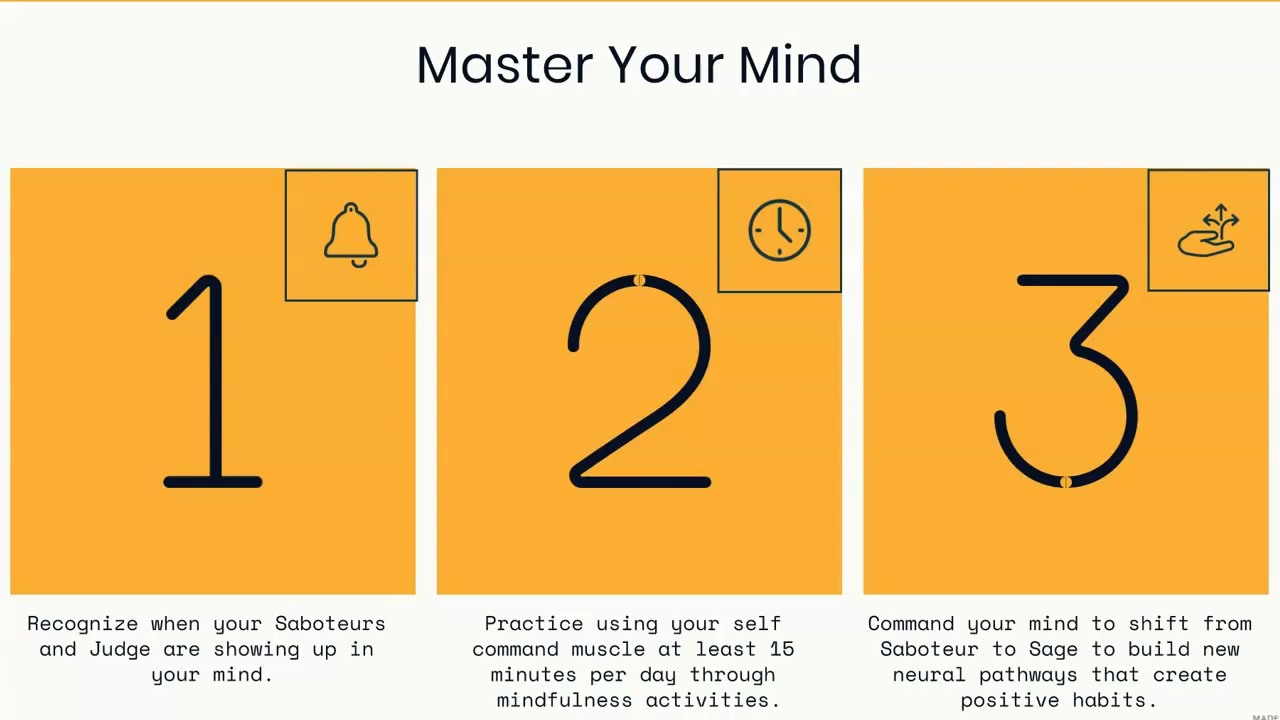 Master Your Mind
1
2
3
Recognize when your Saboteurs
and Judge are showing up in
your mind.
Practice using your self
command muscle at least 15
minutes per day through
mindfulness activities.
Command your mind to shift from
Saboteur to Sage to build new
neural pathways that create
positive habits.
MADE